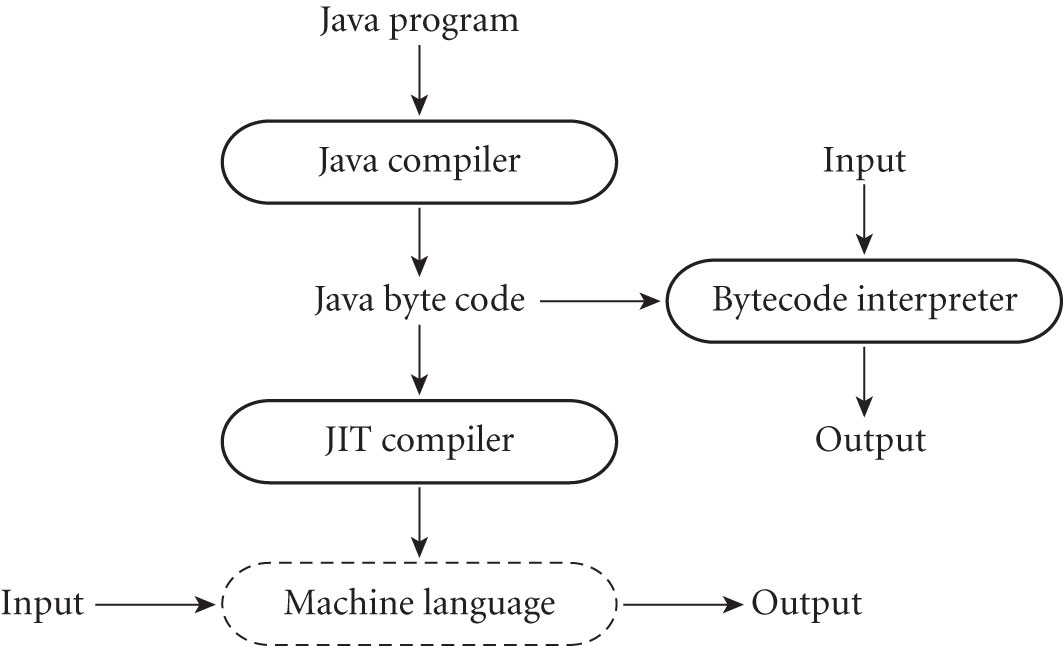 Java program
Java compiler
Input
Java byte code
Bytecode interpreter
JIT compiler
Output
Input
Machine language
Output